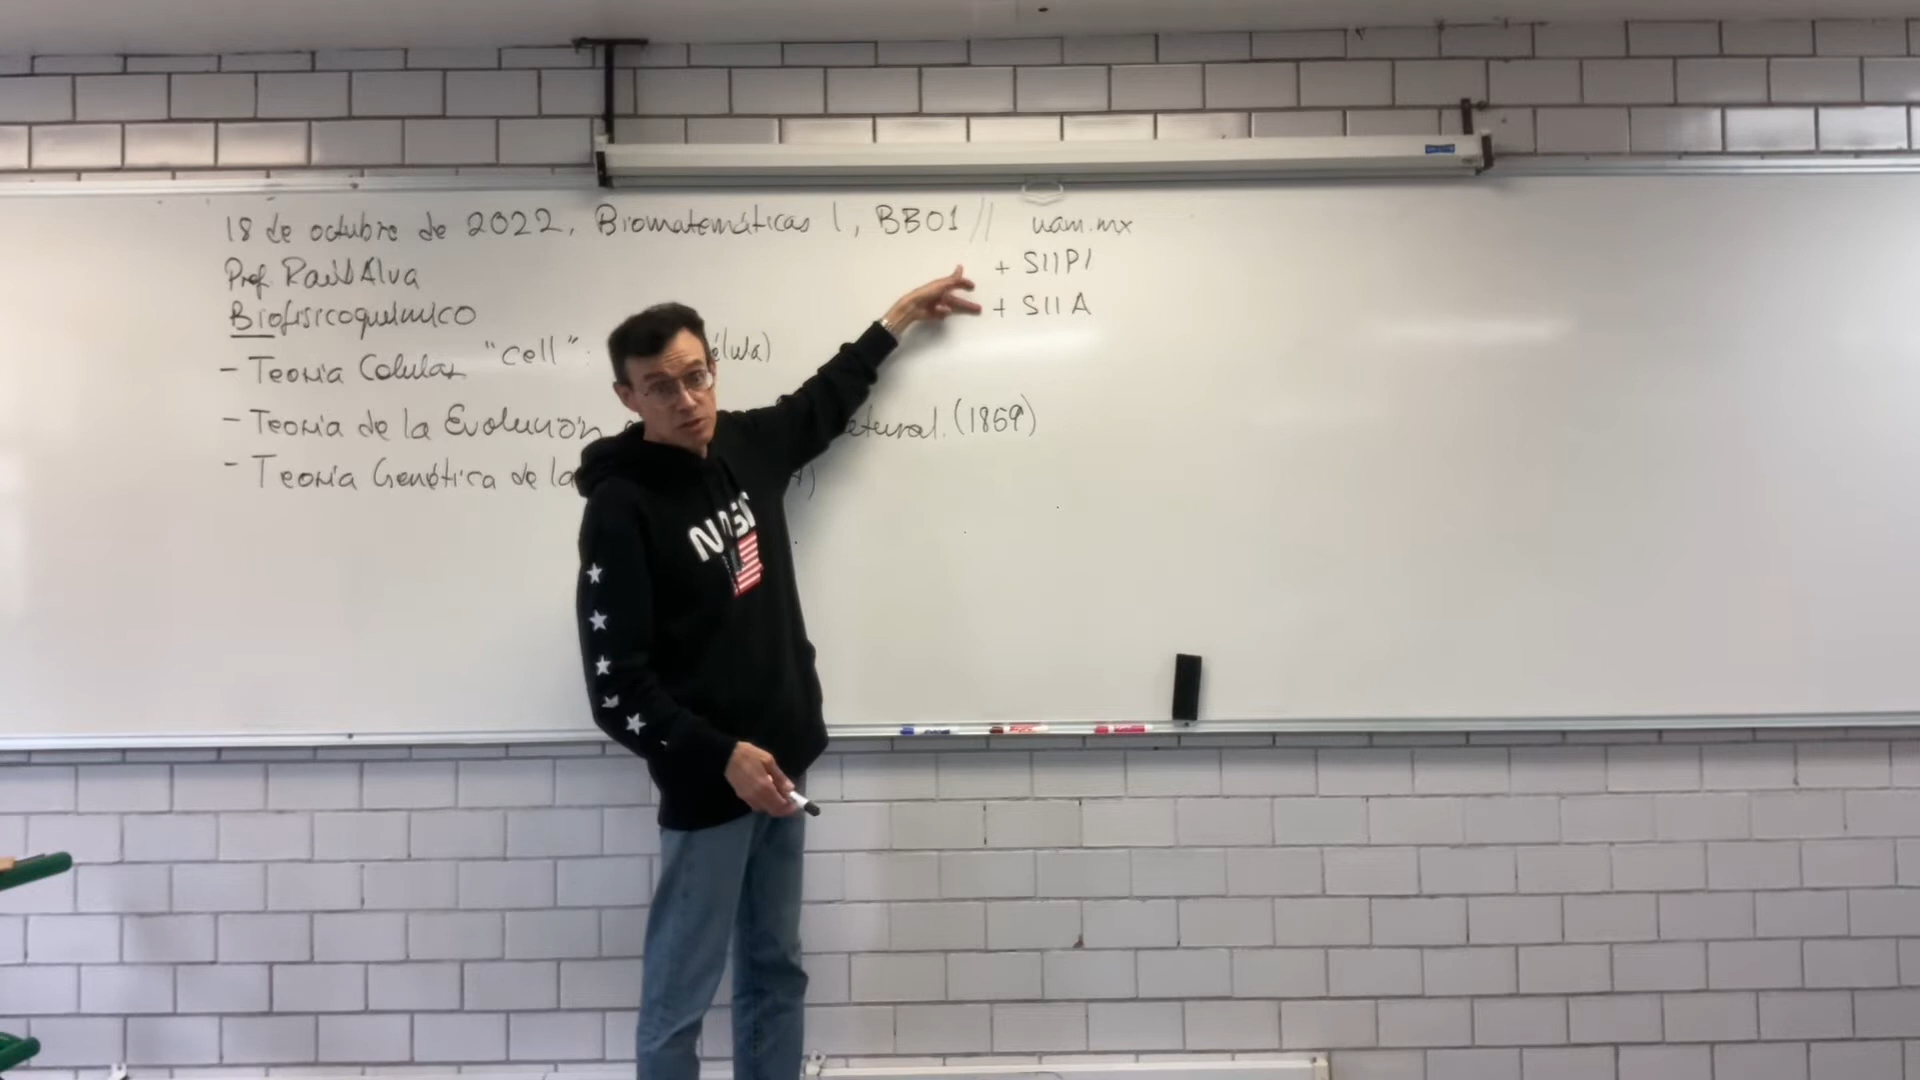 18 de octubre de 2022, Biomatemáticas I, BB01 // uam.mx
+ SIIPI
+ SIIA
Prof. Raúl Alva
Biofisicoquímico
- Teoría Celular "cell":
- Teoría de la Evolución
(1859)
- Teoría Genética de la
NASA